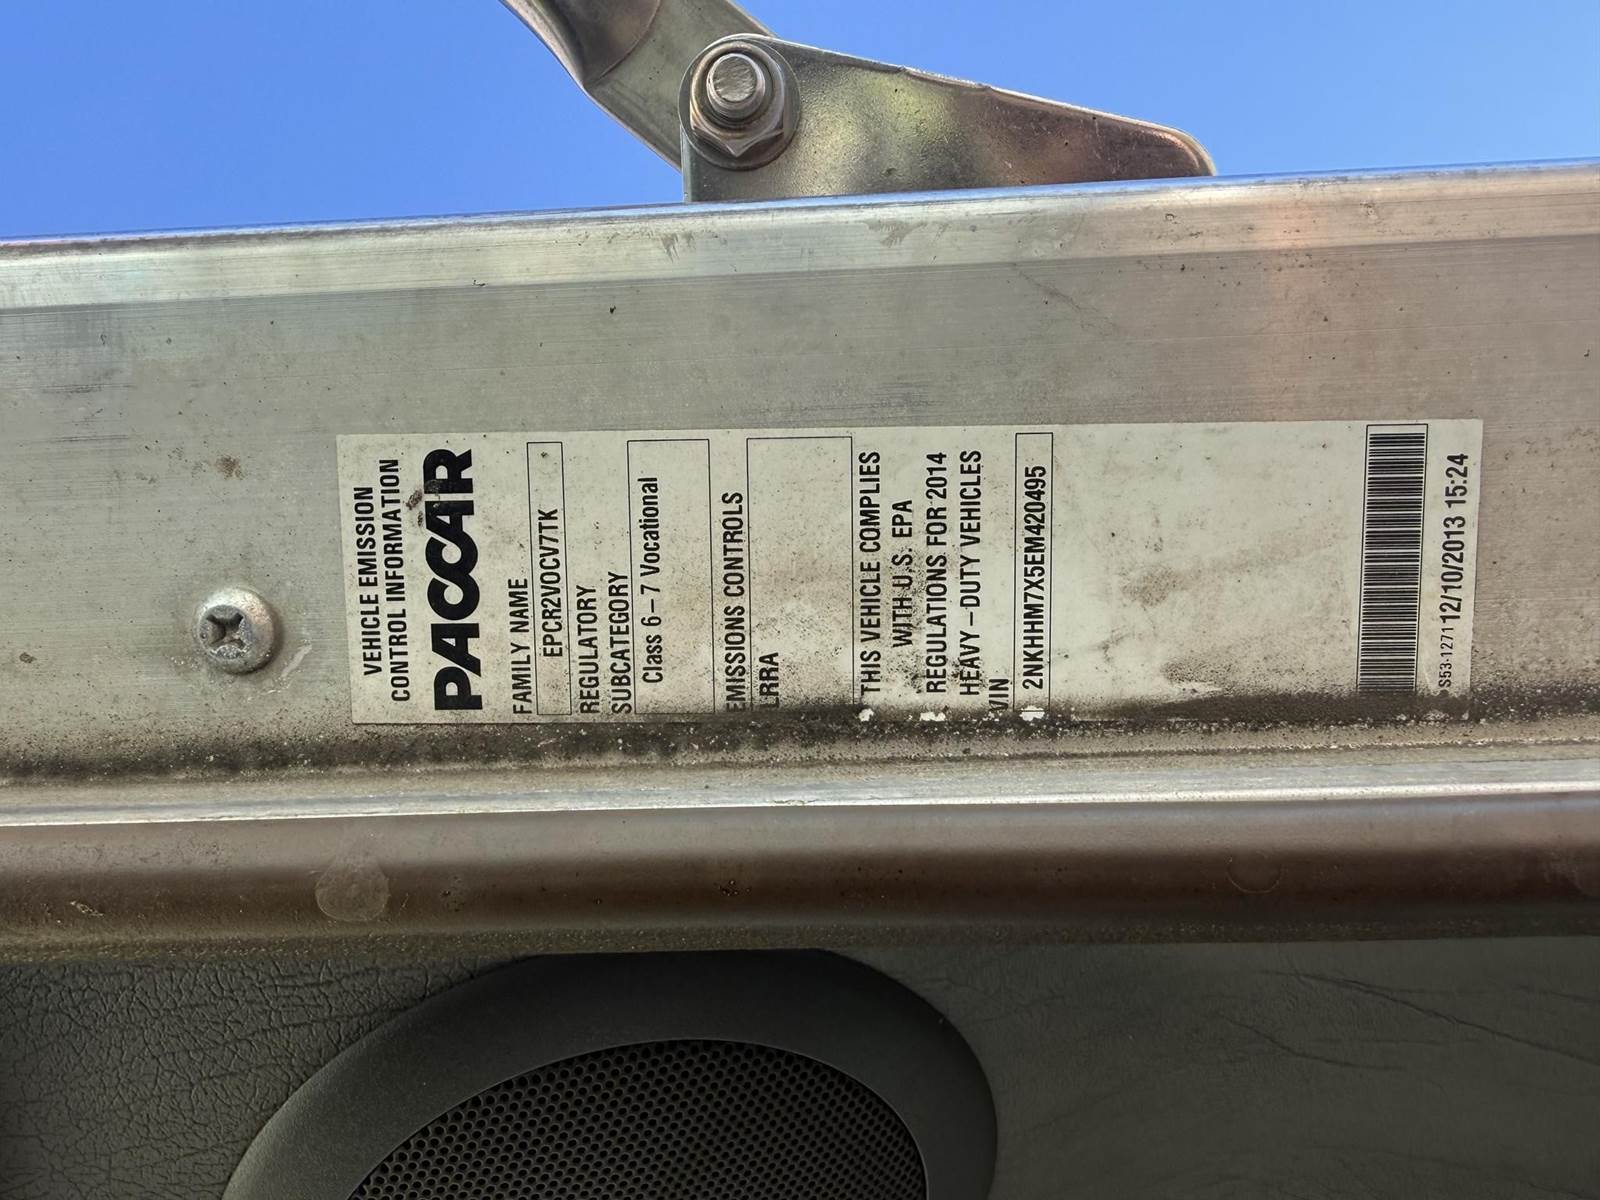 VEHICLE EMISSION
CONTROL INFORMATION
PACCAR
FAMILY NAME
EPCR2VOCV7TK
REGULATORY
SUBCATEGORY
Class 6-7 Vocational
EMISSIONS CONTROLS
LRRA
THIS VEHICLE COMPLIES
WITH U.S. EPA
REGULATIONS FOR 2014
HEAVY-DUTY VEHICLES
VIN
2NKHHM7X5EM420495
S53-1271 12/10/2013 15:24